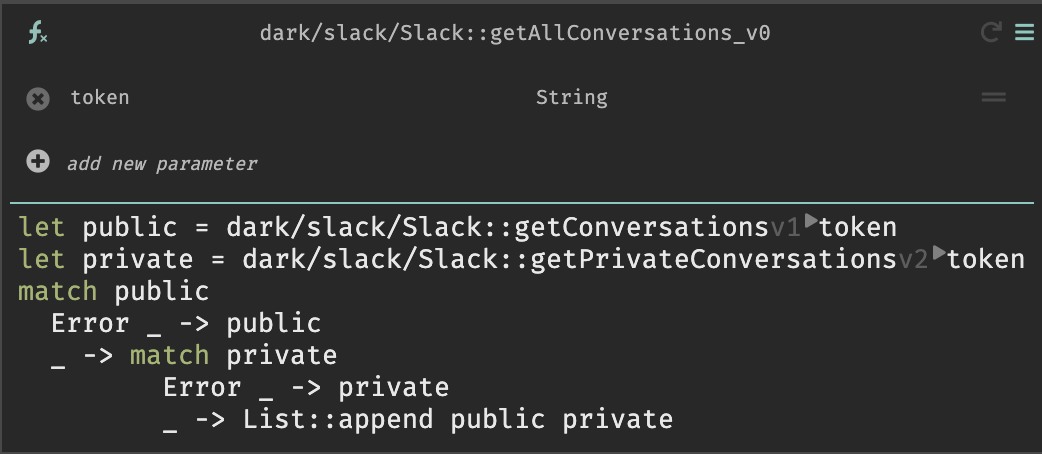 fx dark/slack/Slack::getAllConversations_v0
token String
add new parameter
let public = dark/slack/Slack::getConversationsv1▶token
let private = dark/slack/Slack::getPrivateConversationsv2▶token
match public
  Error _ -> public
  _ -> match private
         Error _ -> private
         _ -> List::append public private